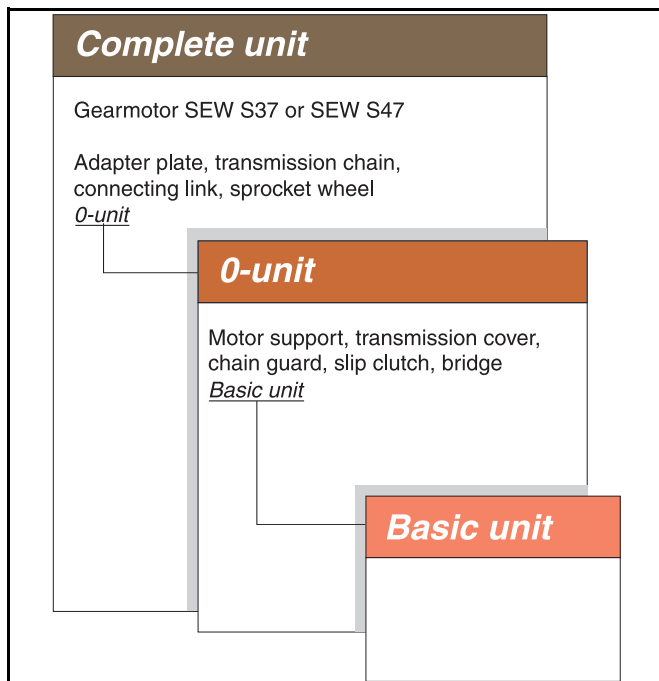 Complete unit
Gearmotor SEW S37 or SEW S47
Adapter plate, transmission chain,
connecting link, sprocket wheel
0-unit
0-unit
Motor support, transmission cover,
chain guard, slip clutch, bridge
Basic unit
Basic unit